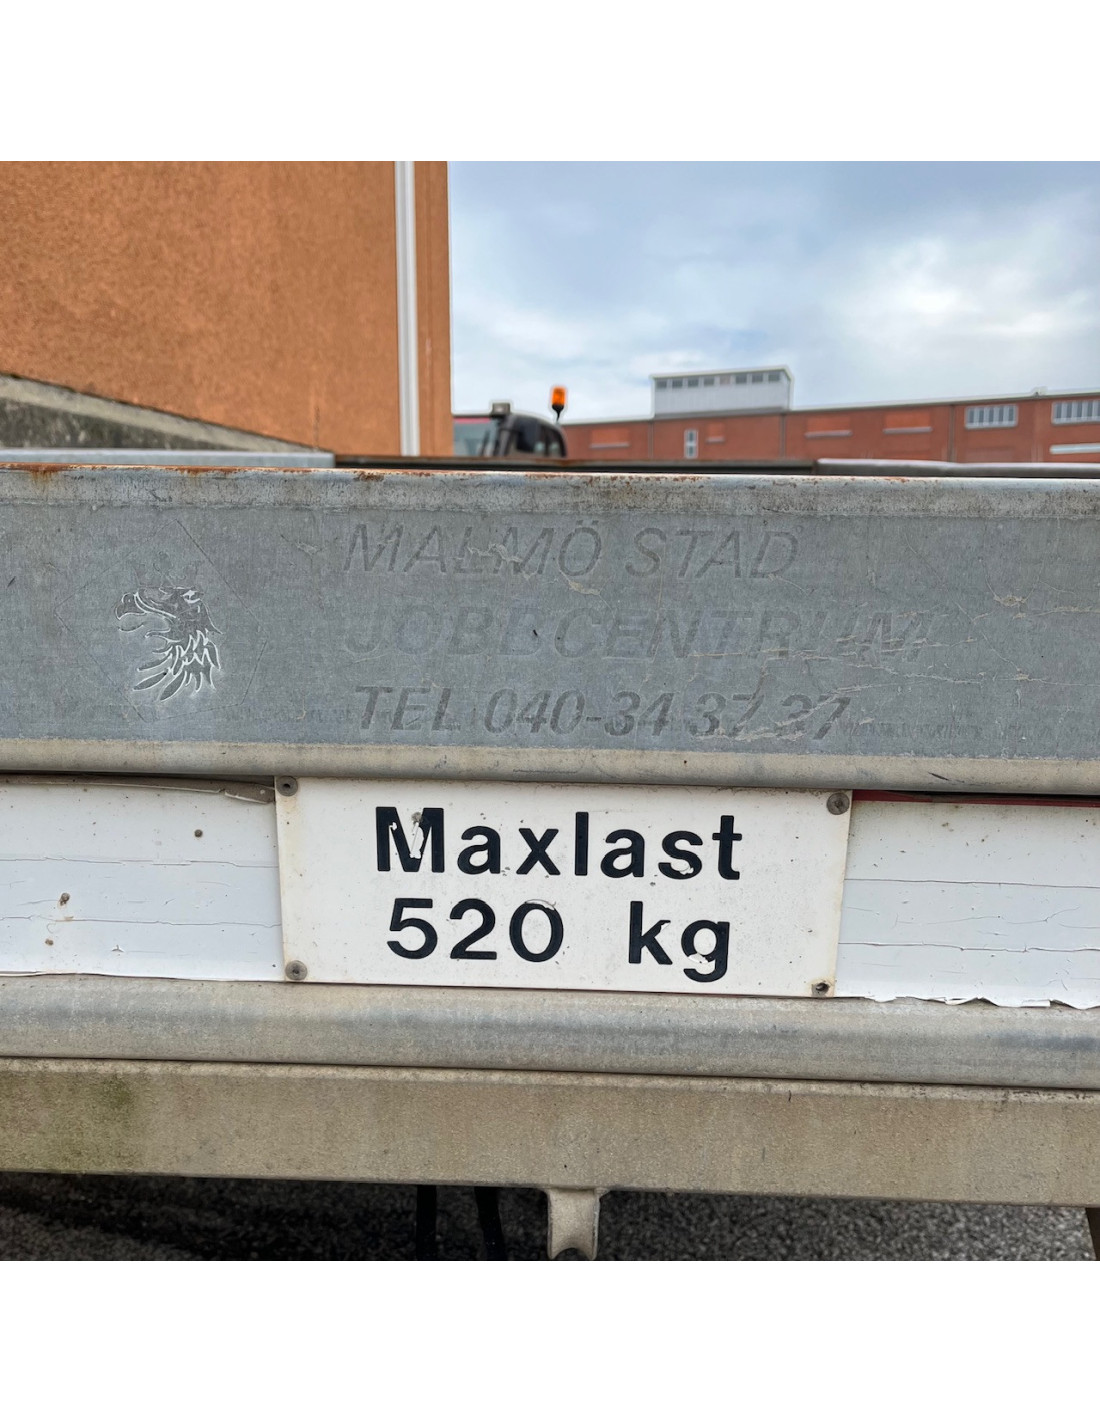 MALMÖ STAD
JOBBCENTRUM
TEL 040-34 37 27
Maxlast
520 kg